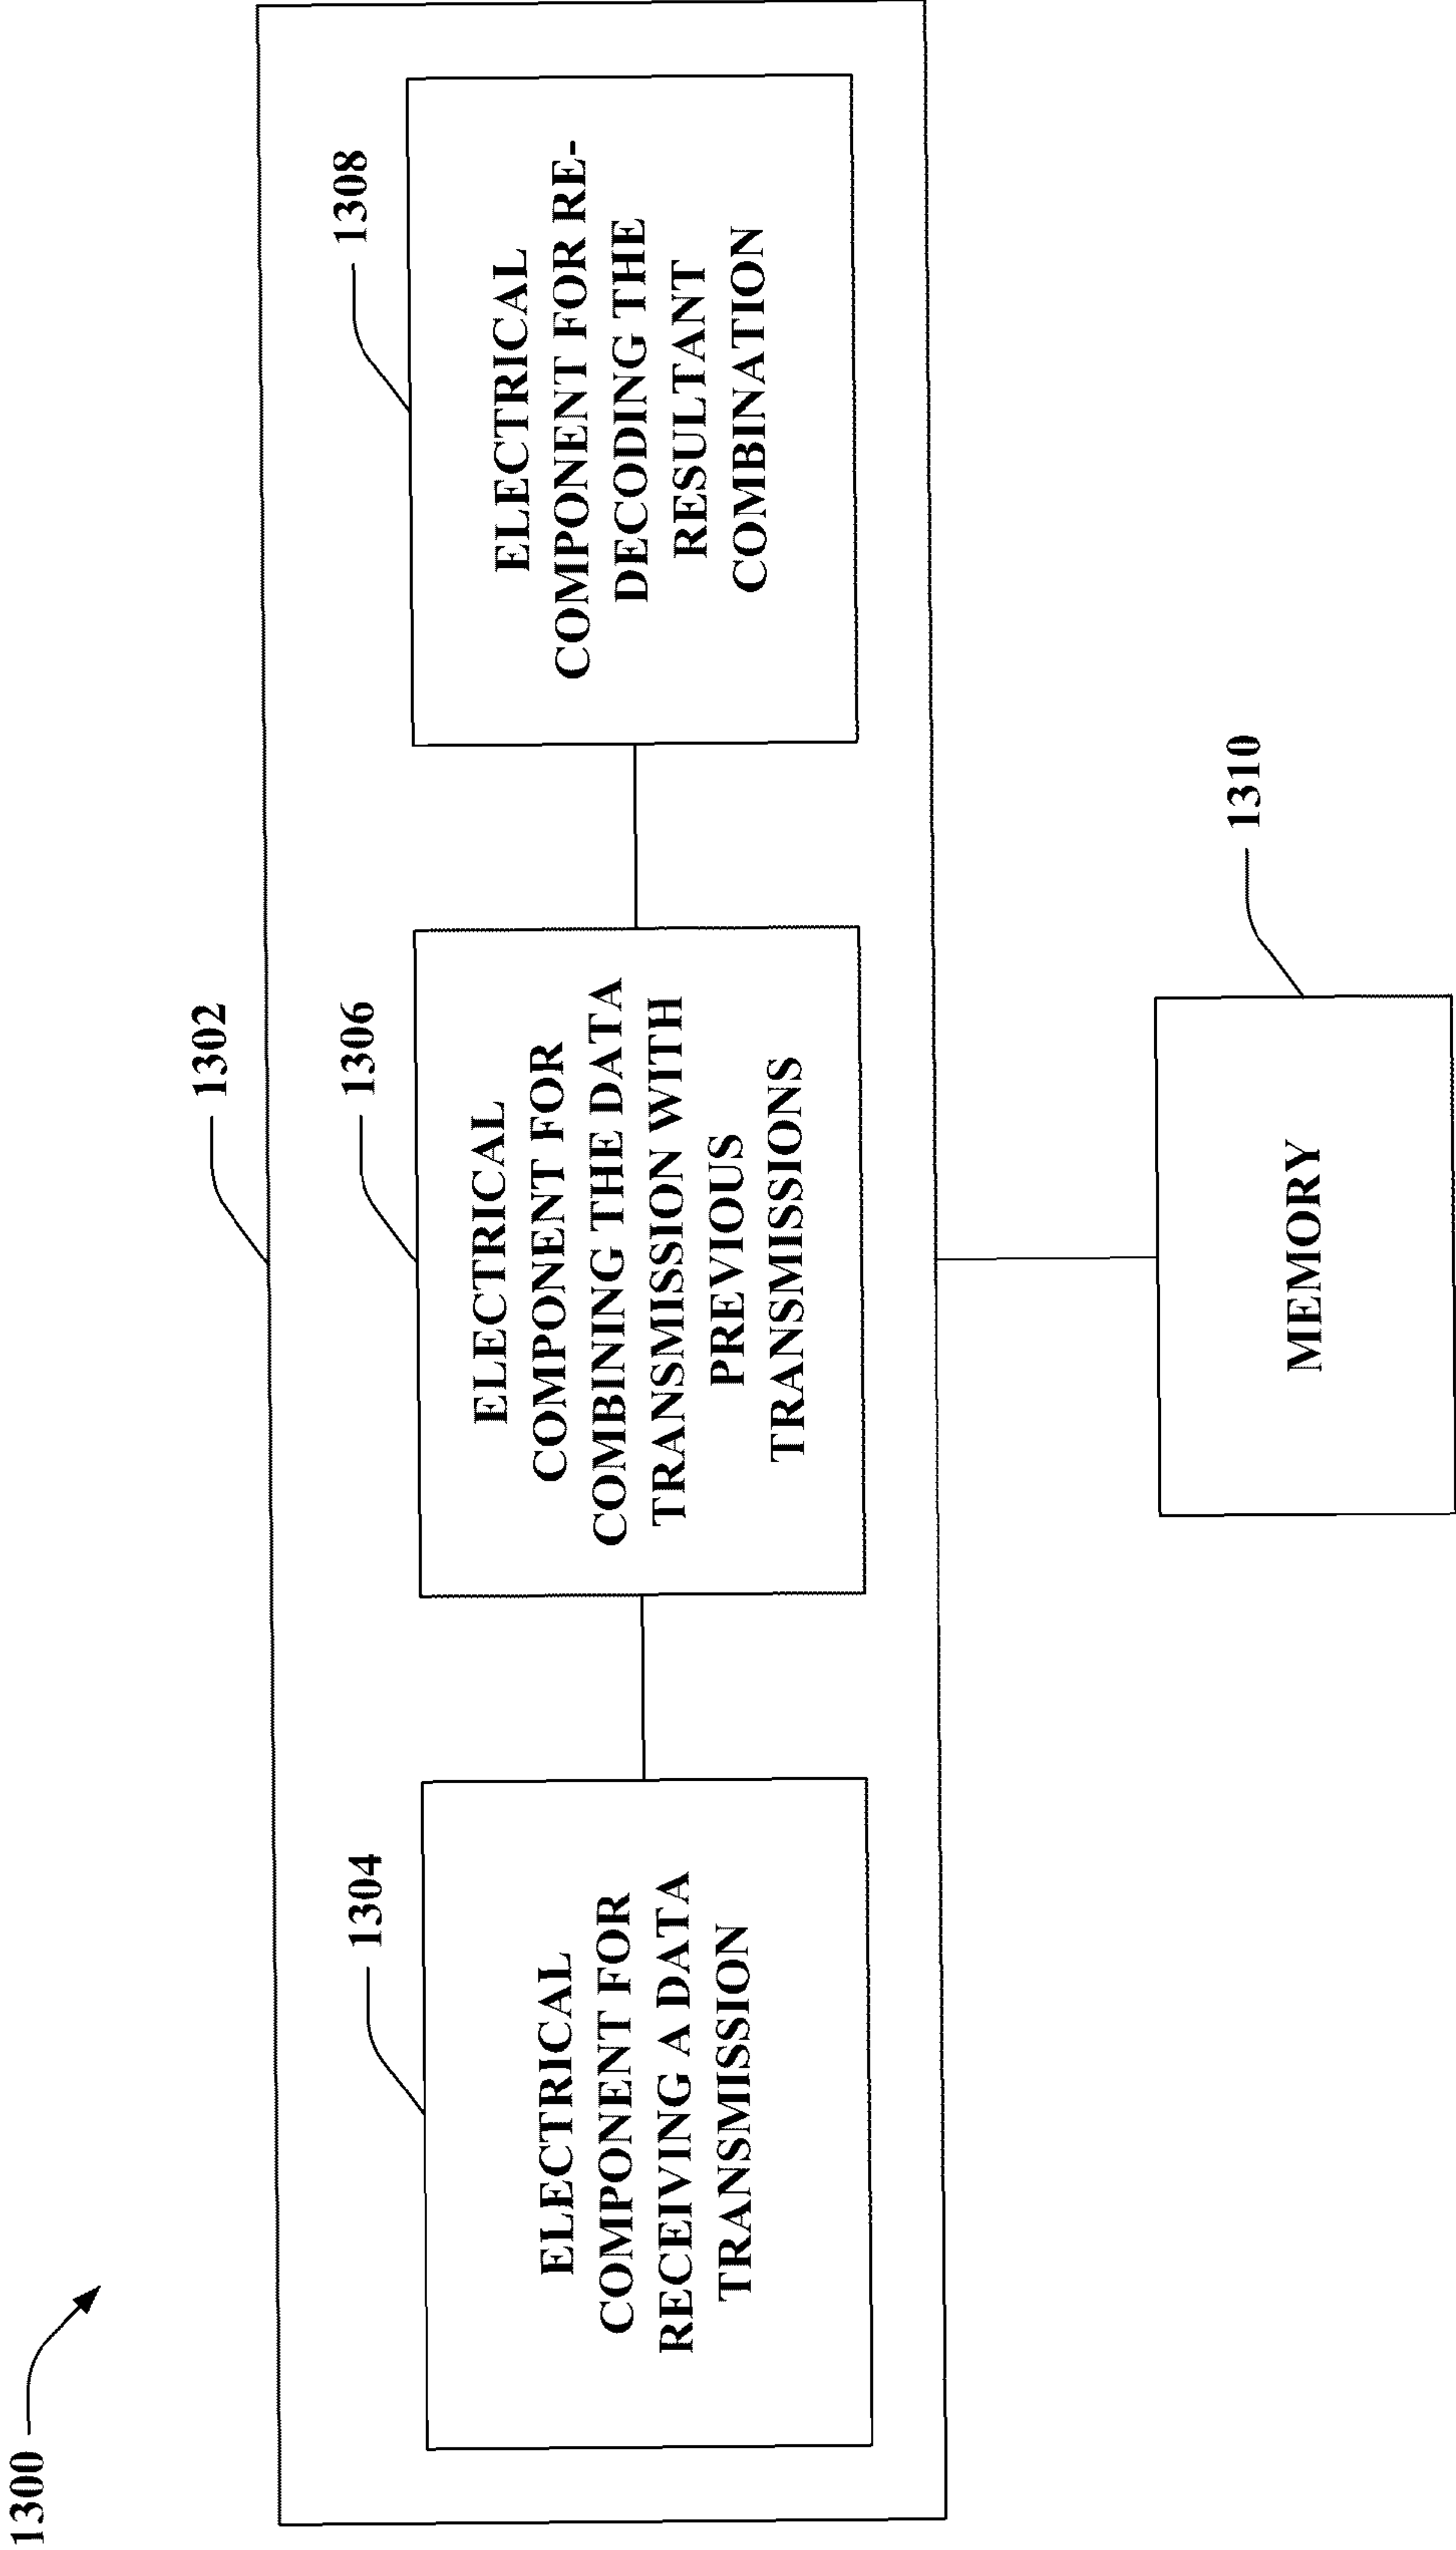 1300
1302
1304
ELECTRICAL
COMPONENT FOR
RECEIVING A DATA
TRANSMISSION
1306
ELECTRICAL
COMPONENT FOR
COMBINING THE DATA
TRANSMISSION WITH
PREVIOUS
TRANSMISSIONS
1308
ELECTRICAL
COMPONENT FOR RE-
DECODING THE
RESULTANT
COMBINATION
1310
MEMORY